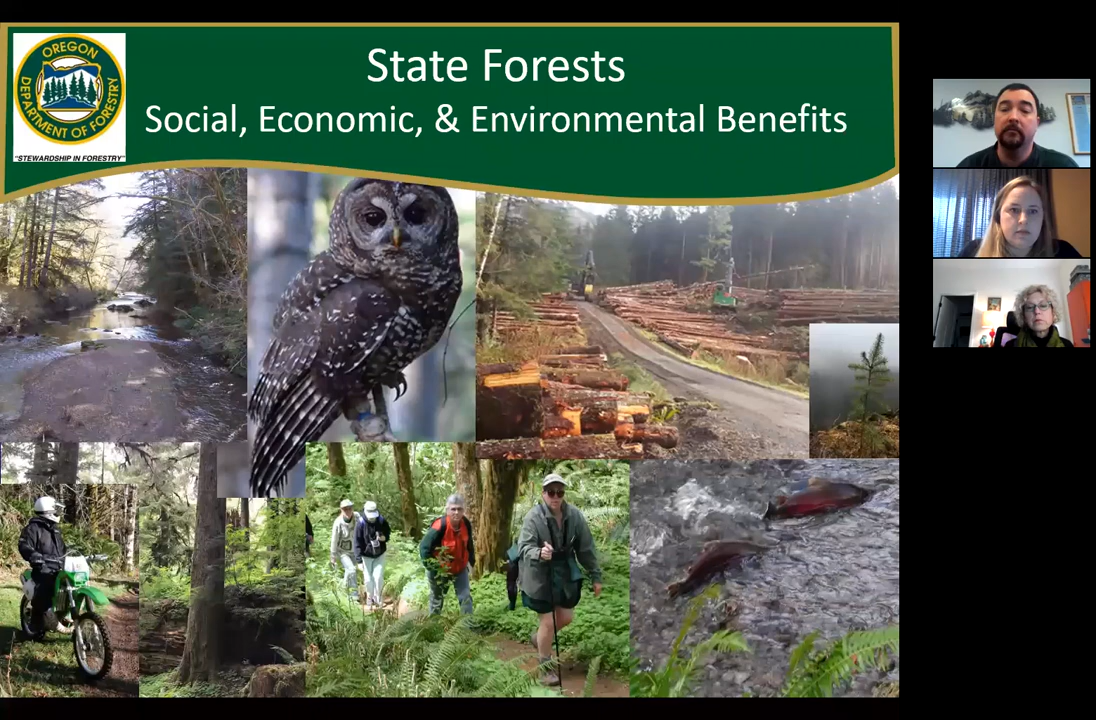 OREGON
DEPARTMENT OF FORESTRY
"STEWARDSHIP IN FORESTRY"
State Forests
Social, Economic, & Environmental Benefits